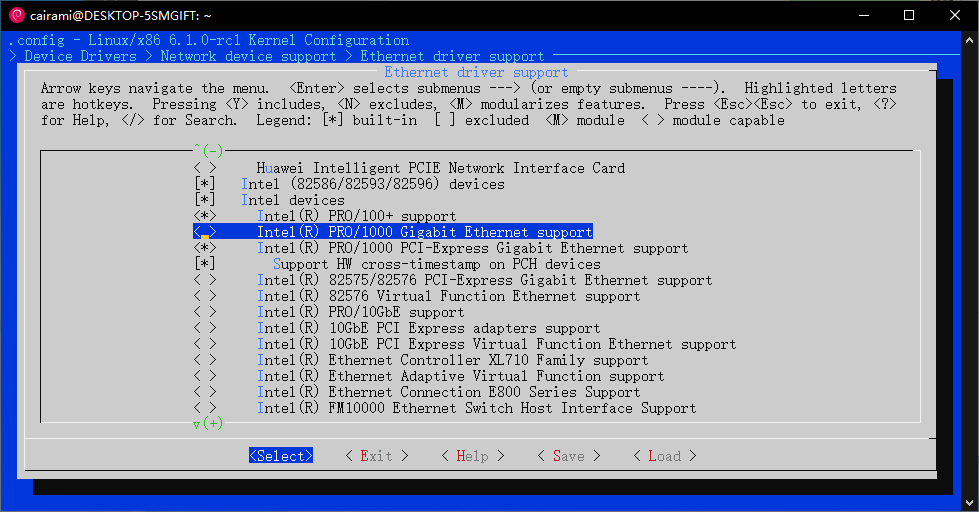 cairami@DESKTOP-5SMGIFT: ~
.config - Linux/x86 6.1.0-rc1 Kernel Configuration
> Device Drivers > Network device support > Ethernet driver support
Ethernet driver support
Arrow keys navigate the menu.  <Enter> selects submenus ---> (or empty submenus ----).  Highlighted letters
are hotkeys.  Pressing <Y> includes, <N> excludes, <M> modularizes features.  Press <Esc><Esc> to exit, <?>
for Help, </> for Search.  Legend: [*] built-in  [ ] excluded  <M> module  < > module capable
^(-)
< >     Huawei Intelligent PCIE Network Interface Card
[*]   Intel (82586/82593/82596) devices
[*]   Intel devices
<*>     Intel(R) PRO/100+ support
< >     Intel(R) PRO/1000 Gigabit Ethernet support
<*>     Intel(R) PRO/1000 PCI-Express Gigabit Ethernet support
[*]       Support HW cross-timestamp on PCH devices
< >     Intel(R) 82575/82576 PCI-Express Gigabit Ethernet support
< >     Intel(R) 82576 Virtual Function Ethernet support
< >     Intel(R) PRO/10GbE support
< >     Intel(R) 10GbE PCI Express adapters support
< >     Intel(R) 10GbE PCI Express Virtual Function Ethernet support
< >     Intel(R) Ethernet Controller XL710 Family support
< >     Intel(R) Ethernet Adaptive Virtual Function support
< >     Intel(R) Ethernet Connection E800 Series Support
< >     Intel(R) FM10000 Ethernet Switch Host Interface Support
v(+)
<Select>    < Exit >    < Help >    < Save >    < Load >